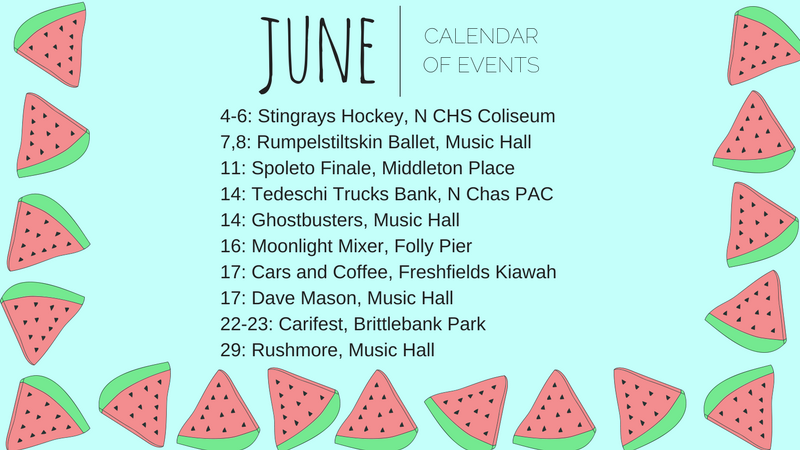 JUNE
CALENDAR
OF EVENTS
4-6: Stingrays Hockey, N CHS Coliseum
7,8: Rumpelstiltskin Ballet, Music Hall
11: Spoleto Finale, Middleton Place
14: Tedeschi Trucks Bank, N Chas PAC
14: Ghostbusters, Music Hall
16: Moonlight Mixer, Folly Pier
17: Cars and Coffee, Freshfields Kiawah
17: Dave Mason, Music Hall
22-23: Carifest, Brittlebank Park
29: Rushmore, Music Hall